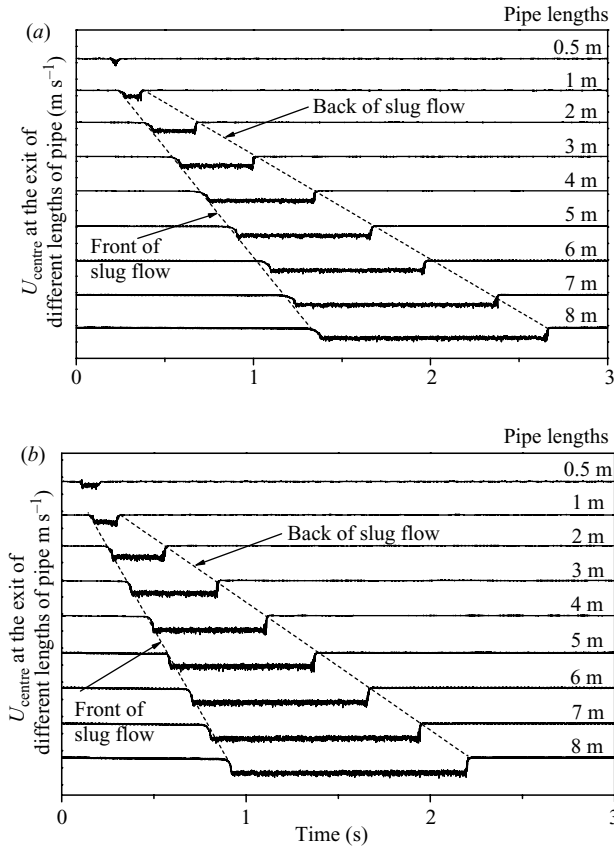 (a)
Pipe lengths
0.5 m
1 m
2 m
3 m
4 m
5 m
6 m
7 m
8 m
Back of slug flow
Front of
slug flow
U centre at the exit of
different lengths of pipe (m s−1)
0 1 2 3
(b)
Pipe lengths
0.5 m
1 m
2 m
3 m
4 m
5 m
6 m
7 m
8 m
Back of slug flow
Front of
slug flow
U centre at the exit of
different lengths of pipe m s−1)
0 1 2 3
Time (s)